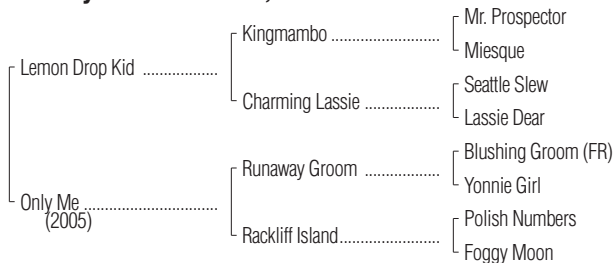 Mr. Prospector
Kingmambo ........................
Miesque
Lemon Drop Kid .................
Seattle Slew
Charming Lassie .................
Lassie Dear
Blushing Groom (FR)
Runaway Groom .................
Yonnie Girl
Only Me ..............................
(2005)
Polish Numbers
Rackliff Island......................
Foggy Moon